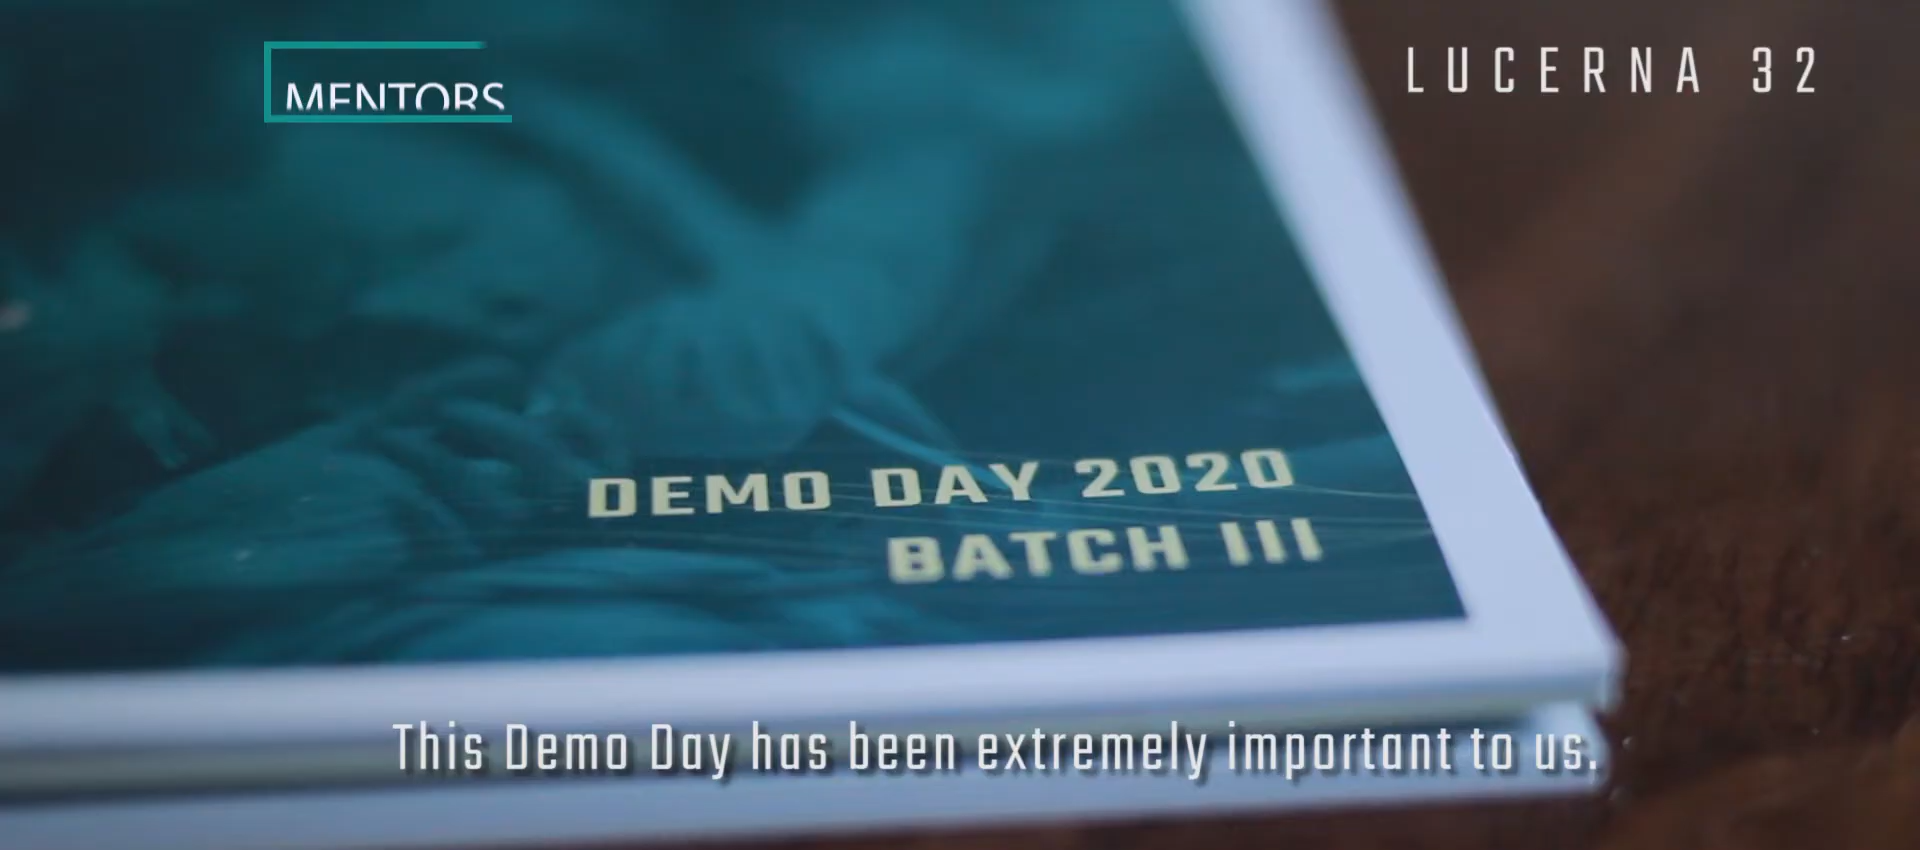 MENTORS
LUCERNA 32
DEMO DAY 2020
BATCH III
This Demo Day has been extremely important to us.